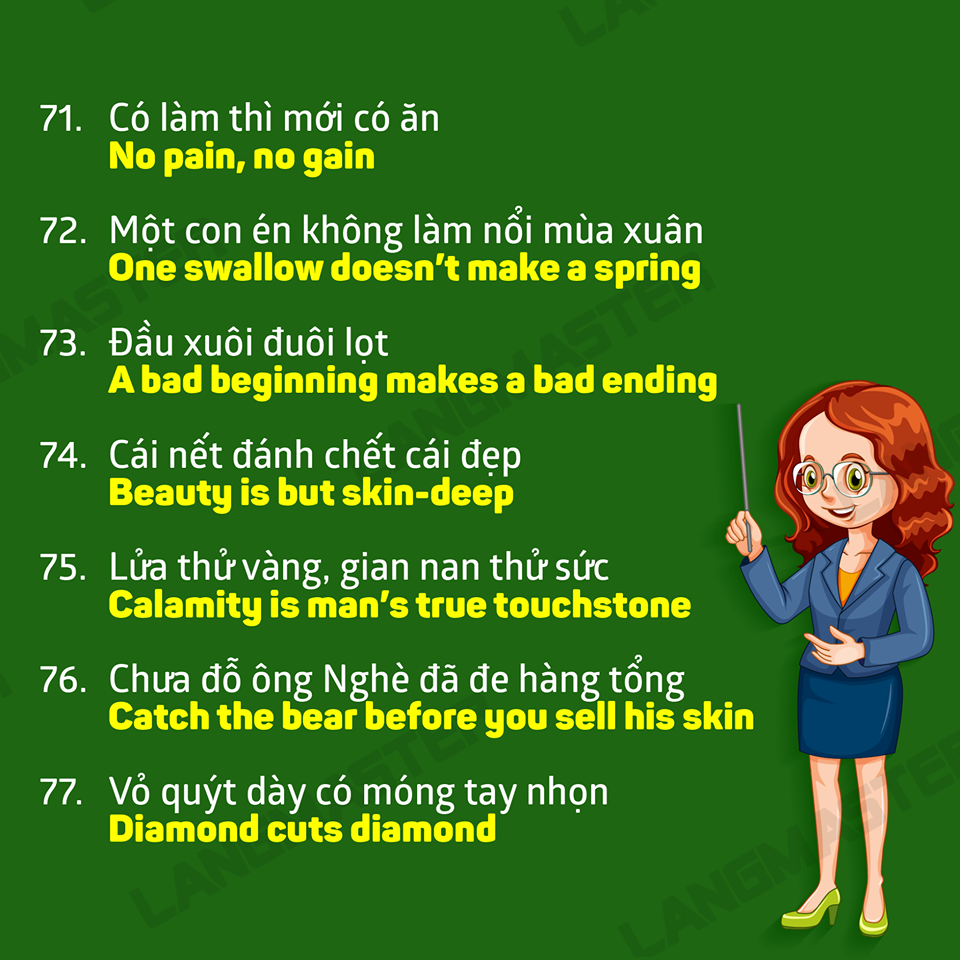 71. Có làm thì mới có ăn
No pain, no gain
72. Một con én không làm nổi mùa xuân
One swallow doesn't make a spring
73. Đầu xuôi đuôi lọt
A bad beginning makes a bad ending
74. Cái nết đánh chết cái đẹp
Beauty is but skin-deep
75. Lửa thử vàng, gian nan thử sức
Calamity is man's true touchstone
76. Chưa đỗ ông Nghè đã đe hàng tổng
Catch the bear before you sell his skin
77. Vỏ quýt dày có móng tay nhọn
Diamond cuts diamond
LANGMASTER
LANGMASTER
LANGMASTER